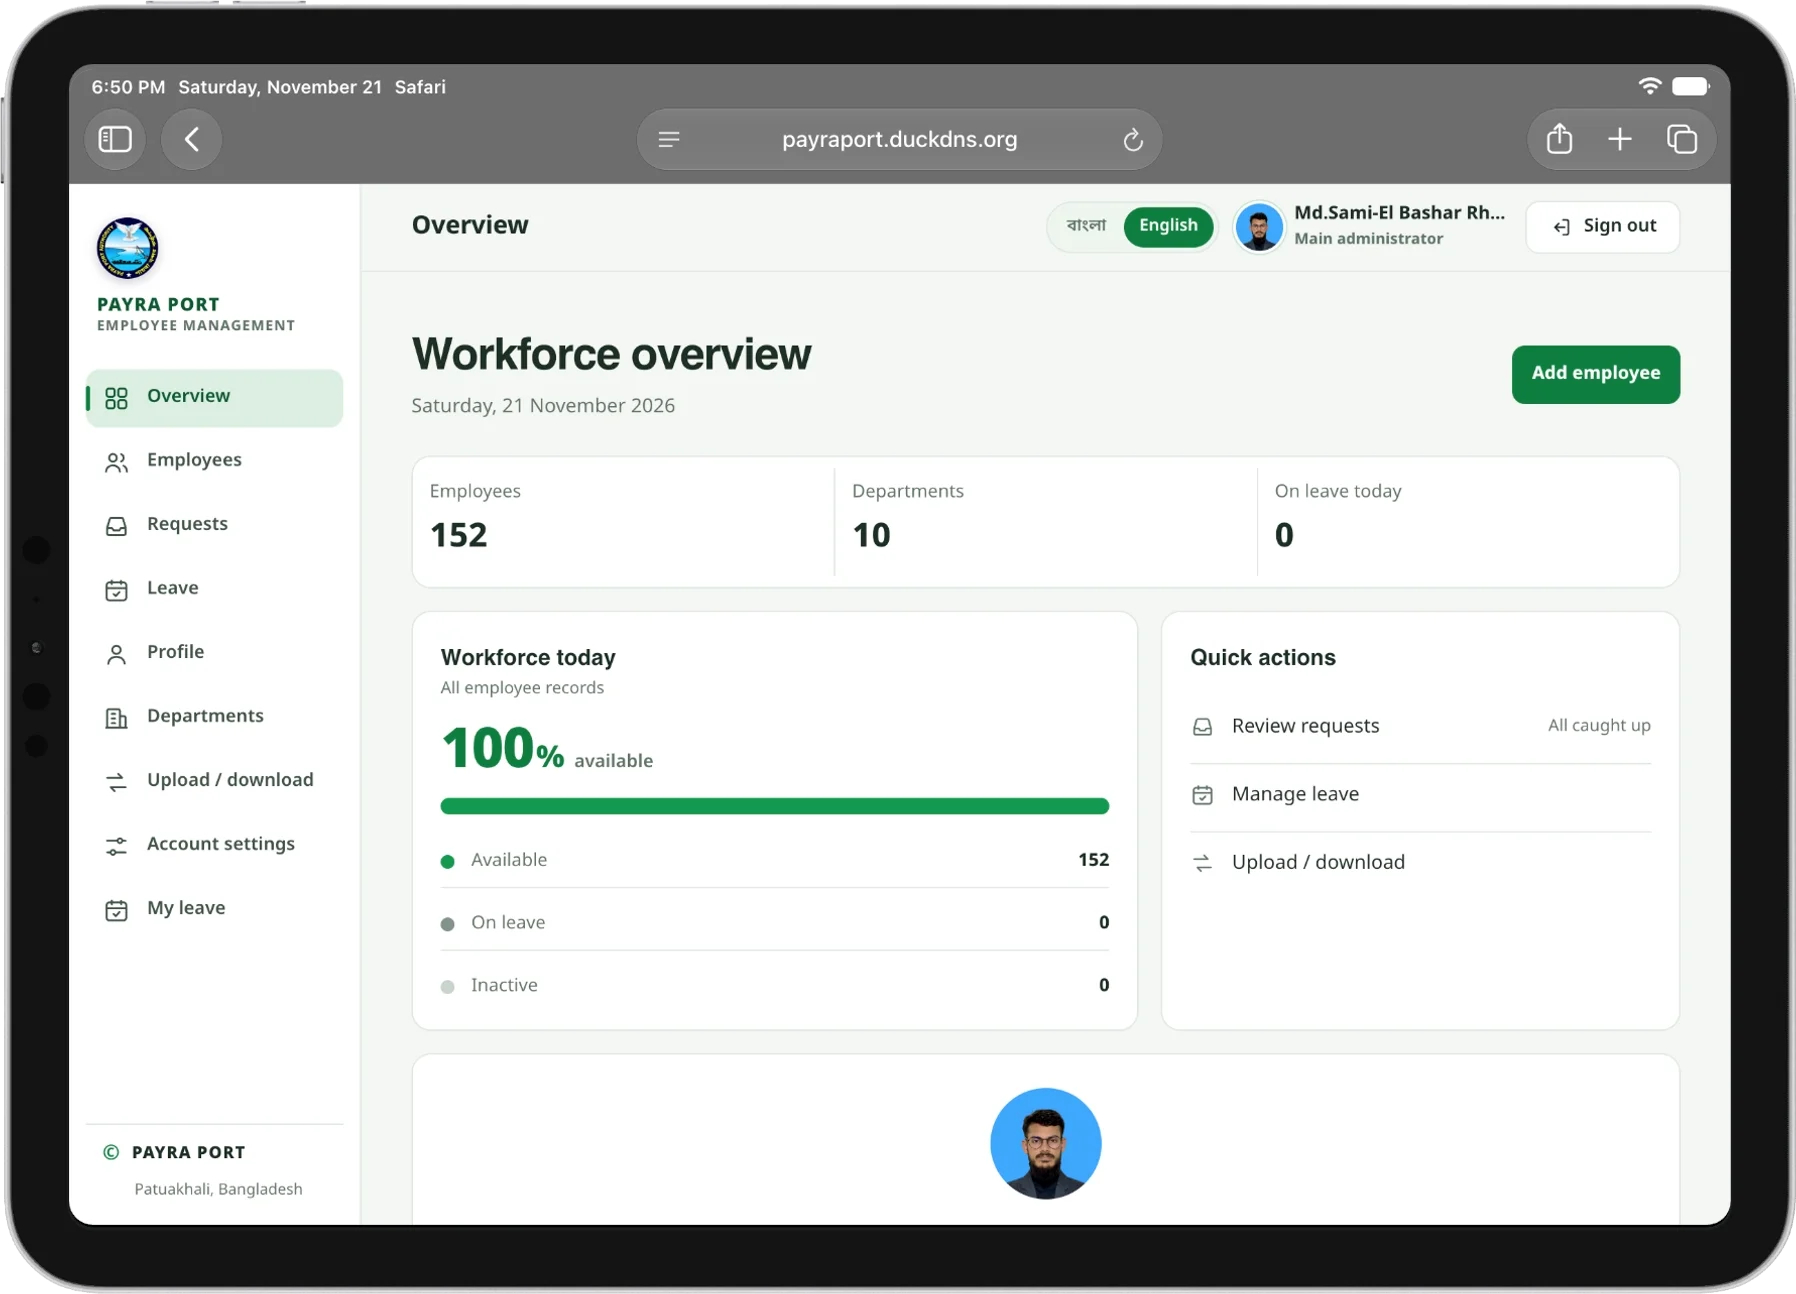 6:50 PM Saturday, November 21 Safari
payraport.duckdns.org
PAYRA PORT
EMPLOYEE MANAGEMENT
Overview
Employees
Requests
Leave
Profile
Departments
Upload / download
Account settings
My leave
© PAYRA PORT
Patuakhali, Bangladesh
Overview
বাংলা
English
Md.Sami-El Bashar Rh...
Main administrator
Sign out
Workforce overview
Saturday, 21 November 2026
Add employee
Employees
152
Departments
10
On leave today
0
Workforce today
All employee records
100% available
Available 152
On leave 0
Inactive 0
Quick actions
Review requests All caught up
Manage leave
Upload / download